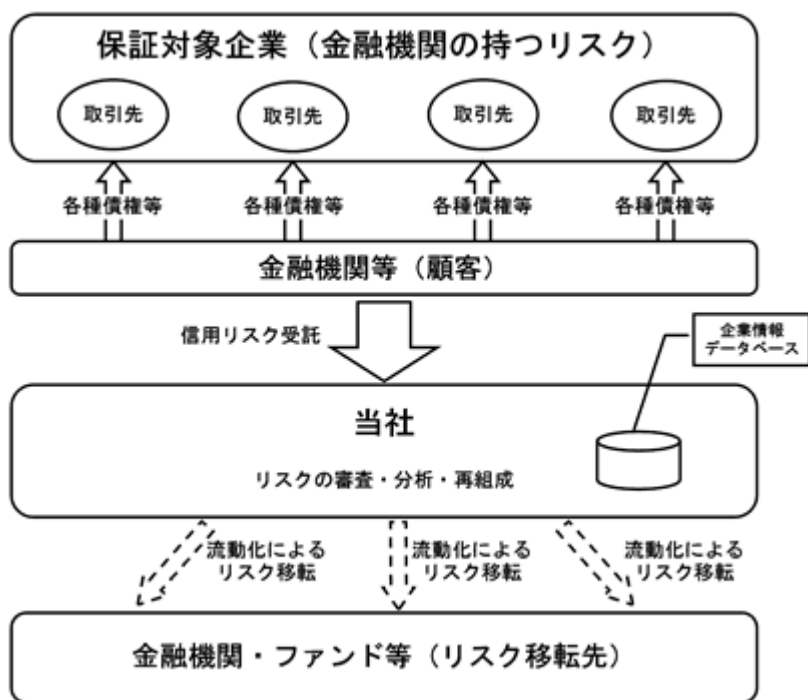 保証対象企業（金融機関の持つリスク）
取引先
取引先
取引先
取引先
各種債権等
各種債権等
各種債権等
各種債権等
金融機関等（顧客）
信用リスク受託
企業情報
データベース
当社
リスクの審査・分析・再組成
流動化による
リスク移転
流動化による
リスク移転
流動化による
リスク移転
金融機関・ファンド等（リスク移転先）